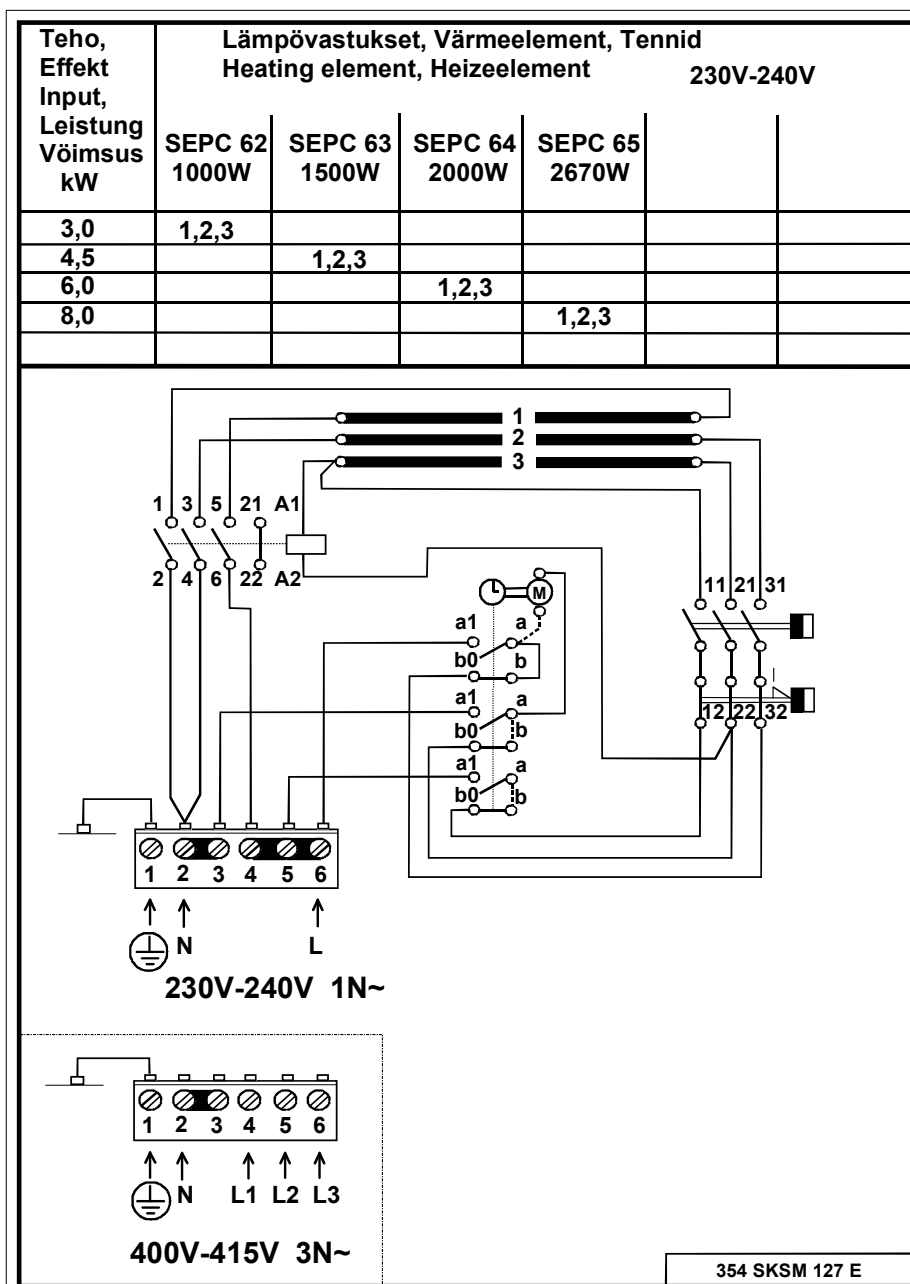 Teho,
Effekt
Input,
Leistung
Vöimsus
kW
Lämpövastukset, Värmeelement, Tennid
Heating element, Heizeelement
230V-240V
SEPC 62 SEPC 63 SEPC 64 SEPC 65
1000W 1500W 2000W 2670W
3,0 1,2,3
4,5 1,2,3
6,0 1,2,3
8,0 1,2,3
1
2
3
1 3 5 21 A1
2 4 6 22 A2
M
11 21 31
a1 a
b0 b
12 22 32
a1 a
b0 b
a1 a
b0 b
1 2 3 4 5 6
N L
230V-240V 1N~
1 2 3 4 5 6
N L1 L2 L3
400V-415V 3N~
354 SKSM 127 E